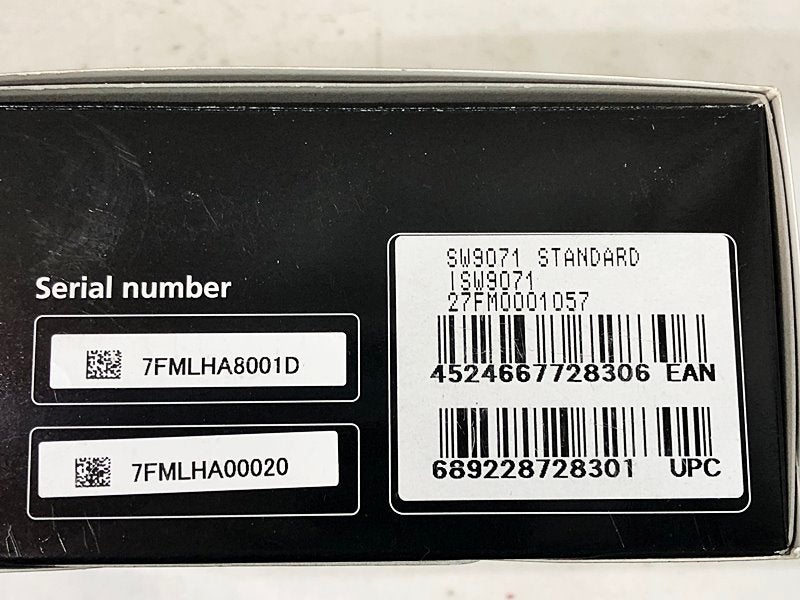 Serial number
7FMLHA8001D
7FMLHA00020
SW9071 STANDARD
ISW9071
27FM0001057
4524667728306 EAN
689228728301 UPC